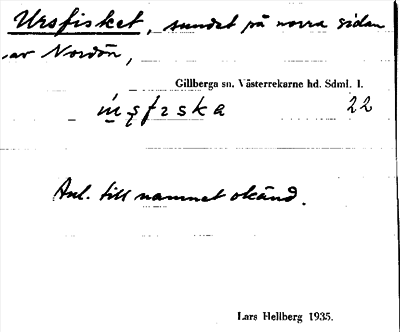 Ursfisket, sundet på norra sidan
av Nordön,
Gillberga sn. Västerrekarne hd. Sdml. l.
22
Anl. till namnet okänd.
Lars Hellberg 1935.